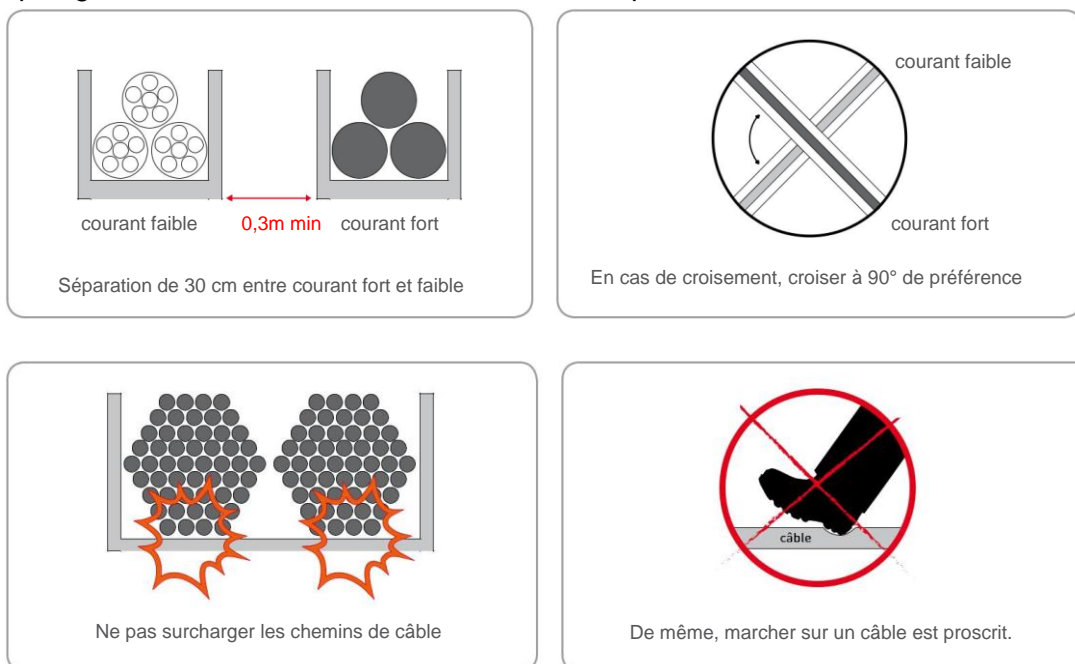 courant faible
0,3m min
courant fort
Séparation de 30 cm entre courant fort et faible
courant faible
courant fort
En cas de croisement, croiser à 90° de préférence
Ne pas surcharger les chemins de câble
câble
De même, marcher sur un câble est proscrit.